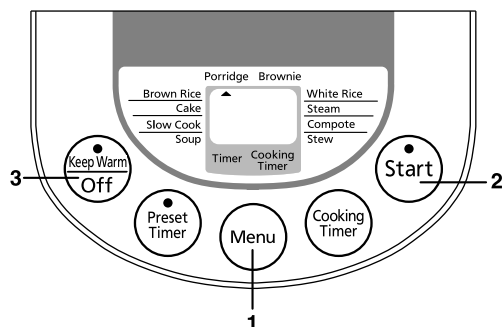 Porridge Brownie
Brown Rice
White Rice
Cake
Steam
Slow Cook
Compote
Soup
Stew
Timer
Cooking
Timer
Keep Warm
Off
3
Start
2
Preset
Timer
Menu
Cooking
Timer
1